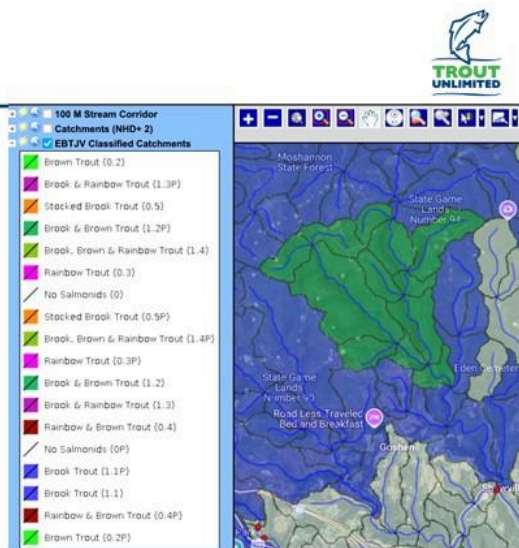 TROUT
UNLIMITED
100 M Stream Corridor
Catchments (NHD+ 2)
EBTJV Classified Catchments
Brown Trout (0.2)
Brook & Rainbow Trout (1.3P)
Stocked Brook Trout (0.5)
Brook & Brown Trout (1.2P)
Brook, Brown & Rainbow Trout (1.4)
Rainbow Trout (0.3)
No Salmonids (0)
Stocked Brook Trout (0.5P)
Brook, Brown & Rainbow Trout (1.4P)
Rainbow Trout (0.3P)
Brook & Brown Trout (1.2)
Brook & Rainbow Trout (1.3)
Rainbow & Brown Trout (0.4)
No Salmonids (0P)
Brook Trout (1.1P)
Brook Trout (1.1)
Rainbow & Brown Trout (0.4P)
Brown Trout (0.2P)
Moshannon
State Forest
State Game
Lands
Number 94
Eden Cemetery
State Game
Lands
Number 90
Road Less Traveled
Bed and Breakfast
Goshen